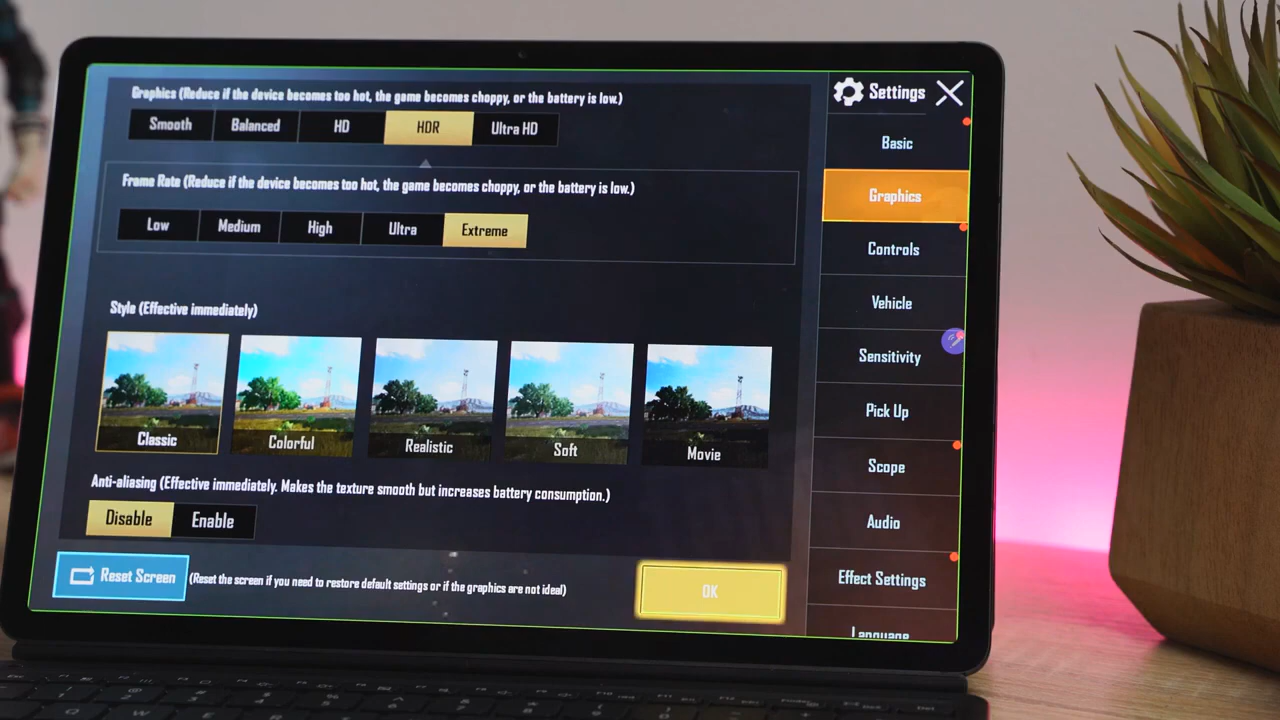 Graphics (Reduce if the device becomes too hot, the game becomes choppy, or the battery is low.)
Smooth Balanced HD HDR Ultra HD
Frame Rate (Reduce if the device becomes too hot, the game becomes choppy, or the battery is low.)
Low Medium High Ultra Extreme
Style (Effective immediately)
Classic Colorful Realistic Soft Movie
Anti-aliasing (Effective immediately. Makes the texture smooth but increases battery consumption.)
Disable Enable
Reset Screen (Reset the screen if you need to restore default settings or if the graphics are not ideal)
OK
Settings
Basic
Graphics
Controls
Vehicle
Sensitivity
Pick Up
Scope
Audio
Effect Settings
Language